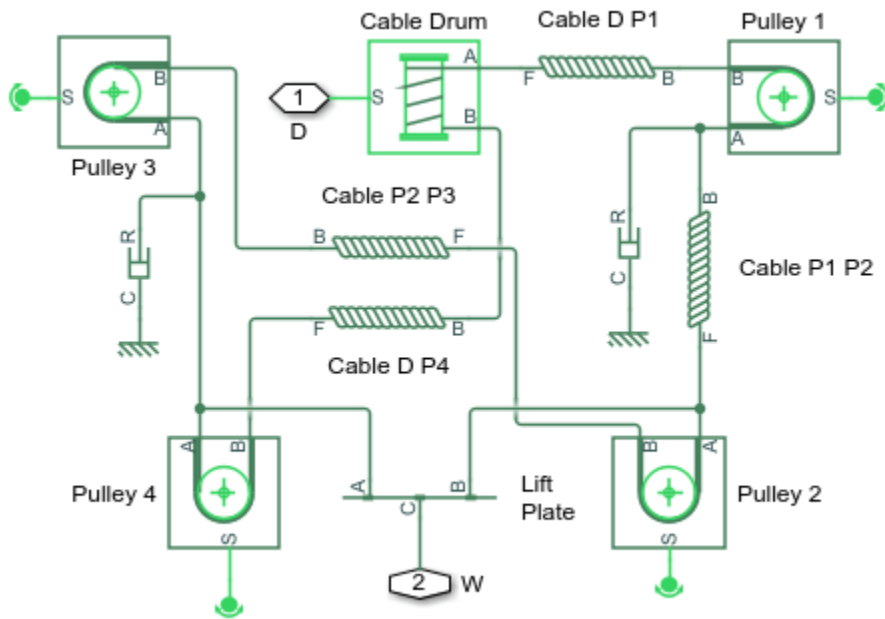 Cable Drum
Cable D P1
Pulley 1
S
B
A
Pulley 3
1
D
S
A
B
F
B
B
A
S
R
C
Cable P2 P3
B
F
F
B
Cable D P4
R
C
B
F
Cable P1 P2
Pulley 4
A
B
S
A
C
B
Lift
Plate
2
W
B
A
S
Pulley 2